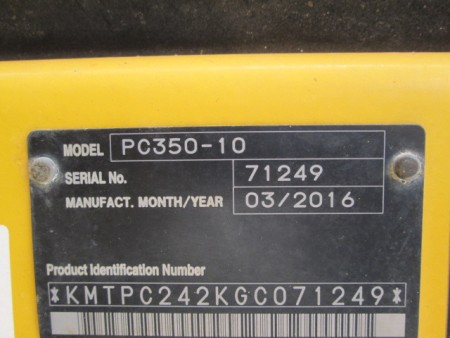 MODEL PC350-10
SERIAL No. 71249
MANUFACT. MONTH/YEAR 03/2016
Product Identification Number
*KMTPC242KGC071249*